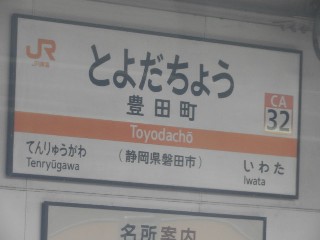 JR
JR東海
とよだちょう
豊田町
CA
32
Toyodachō
てんりゅうがわ
Tenryūgawa
(静岡県磐田市)
いわた
Iwata
名所案内